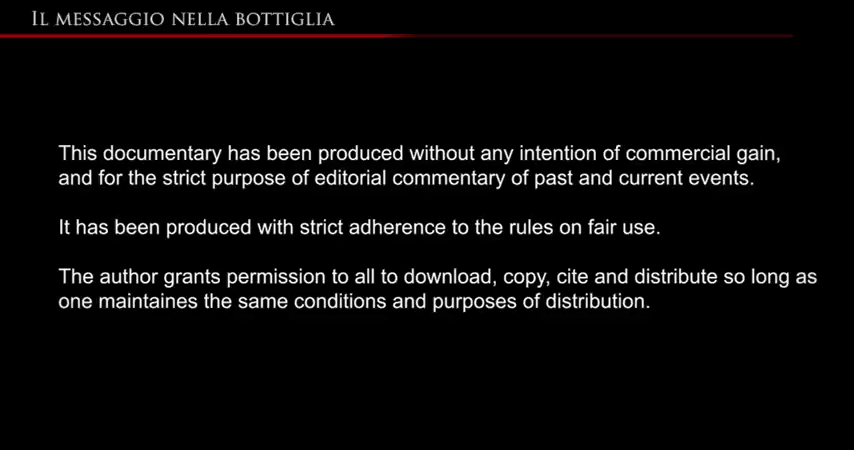 Il messaggio nella bottiglia
This documentary has been produced without any intention of commercial gain,
and for the strict purpose of editorial commentary of past and current events.
It has been produced with strict adherence to the rules on fair use.
The author grants permission to all to download, copy, cite and distribute so long as
one maintaines the same conditions and purposes of distribution.